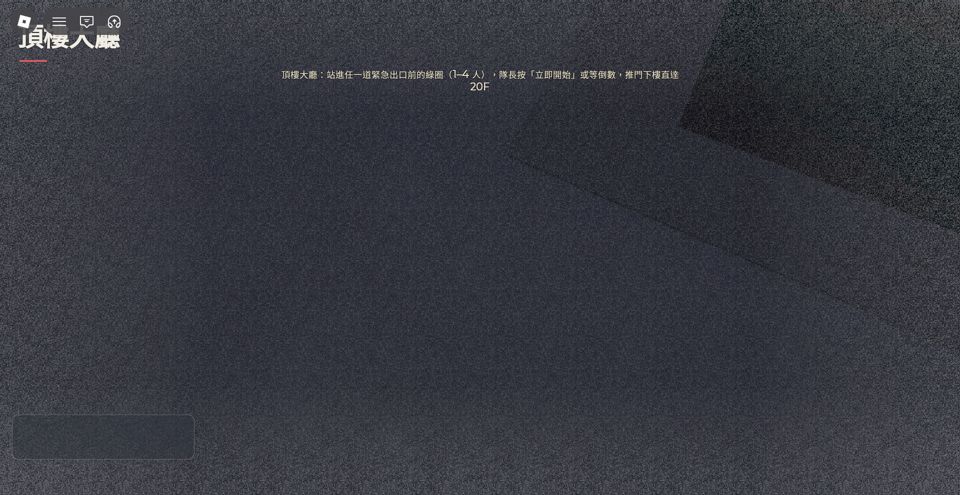 頂樓大廳
頂樓大廳：站進任一道緊急出口前的綠圈（1–4 人），隊長按「立即開始」或等倒數，推門下樓直達
20F